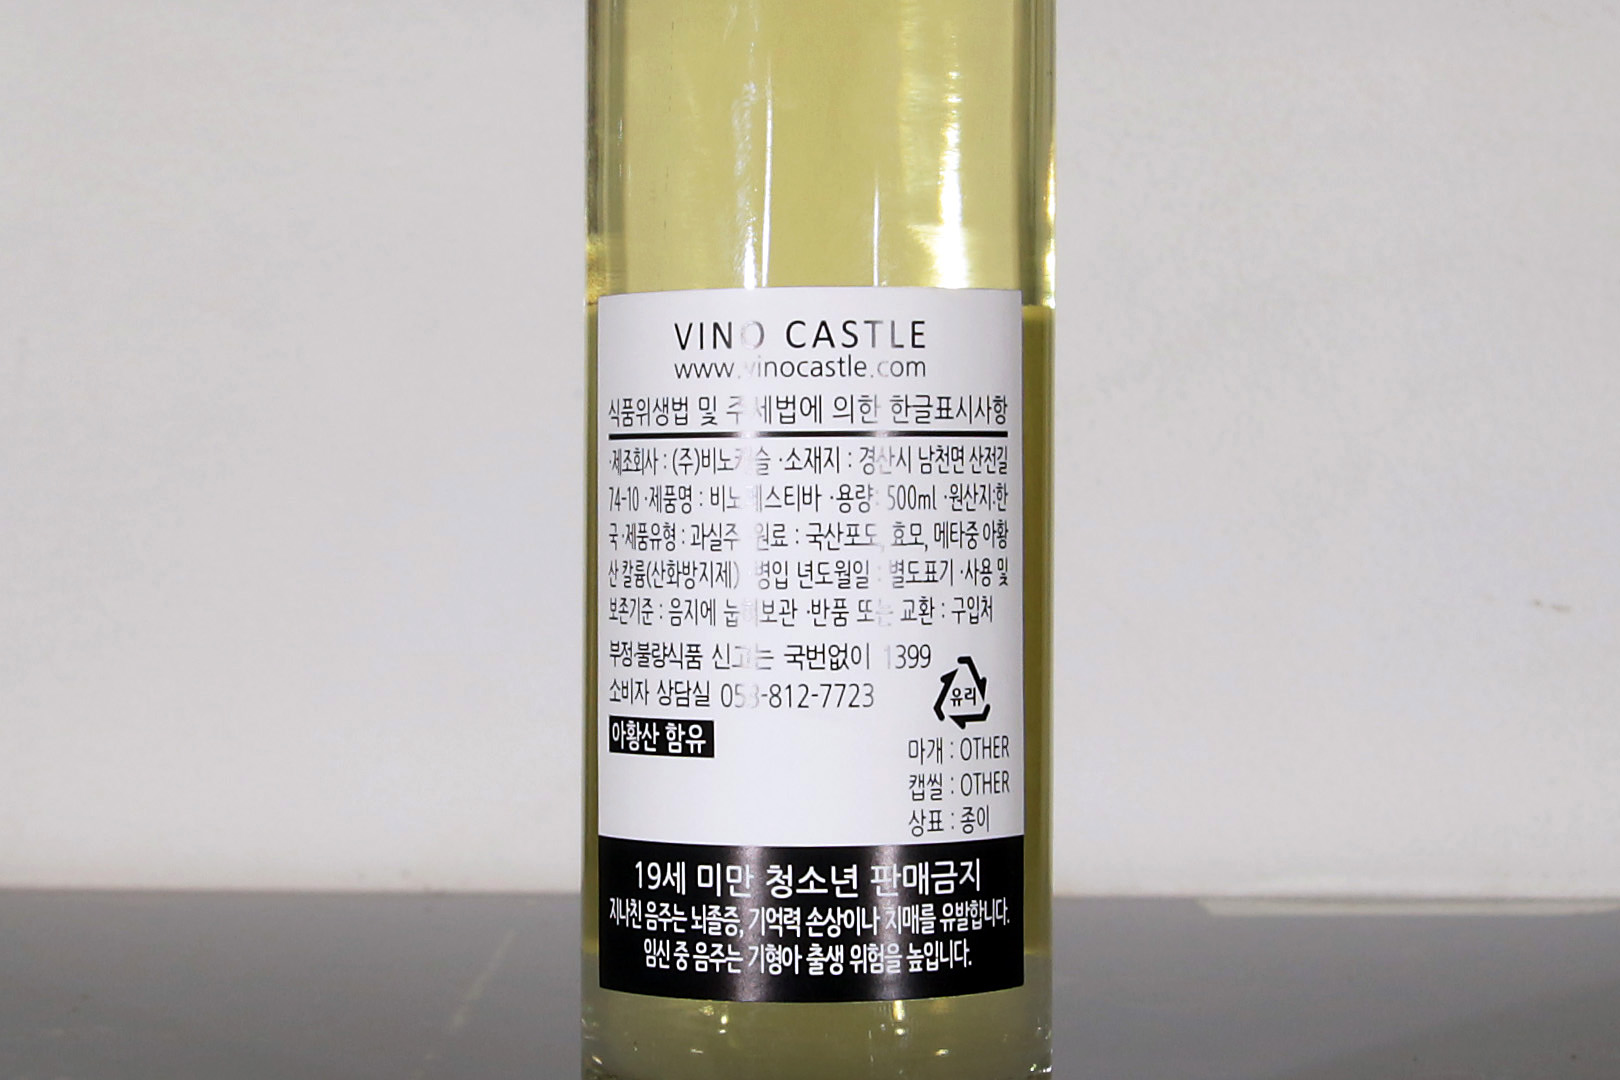 VINO CASTLE
www.vinocastle.com
식품위생법 및 주세법에 의한 한글표시사항
·제조회사 : (주)비노캐슬 ·소재지 : 경산시 남천면 산전길
74-10 ·제품명 : 비노페스티바 ·용량: 500ml ·원산지:한
국 ·제품유형 : 과실주 원료 : 국산포도, 효모, 메타중 아황
산 칼륨(산화방지제) 병입 년도월일 : 별도표기 ·사용 및
보존기준 : 음지에 눕혀보관 ·반품 또는 교환 : 구입처
부정·불량식품 신고는 국번없이 1399
소비자 상담실 053-812-7723
유리
아황산 함유
마개 : OTHER
캡씰 : OTHER
상표 : 종이
19세 미만 청소년 판매금지
지나친 음주는 뇌졸증, 기억력 손상이나 치매를 유발합니다.
임신 중 음주는 기형아 출생 위험을 높입니다.